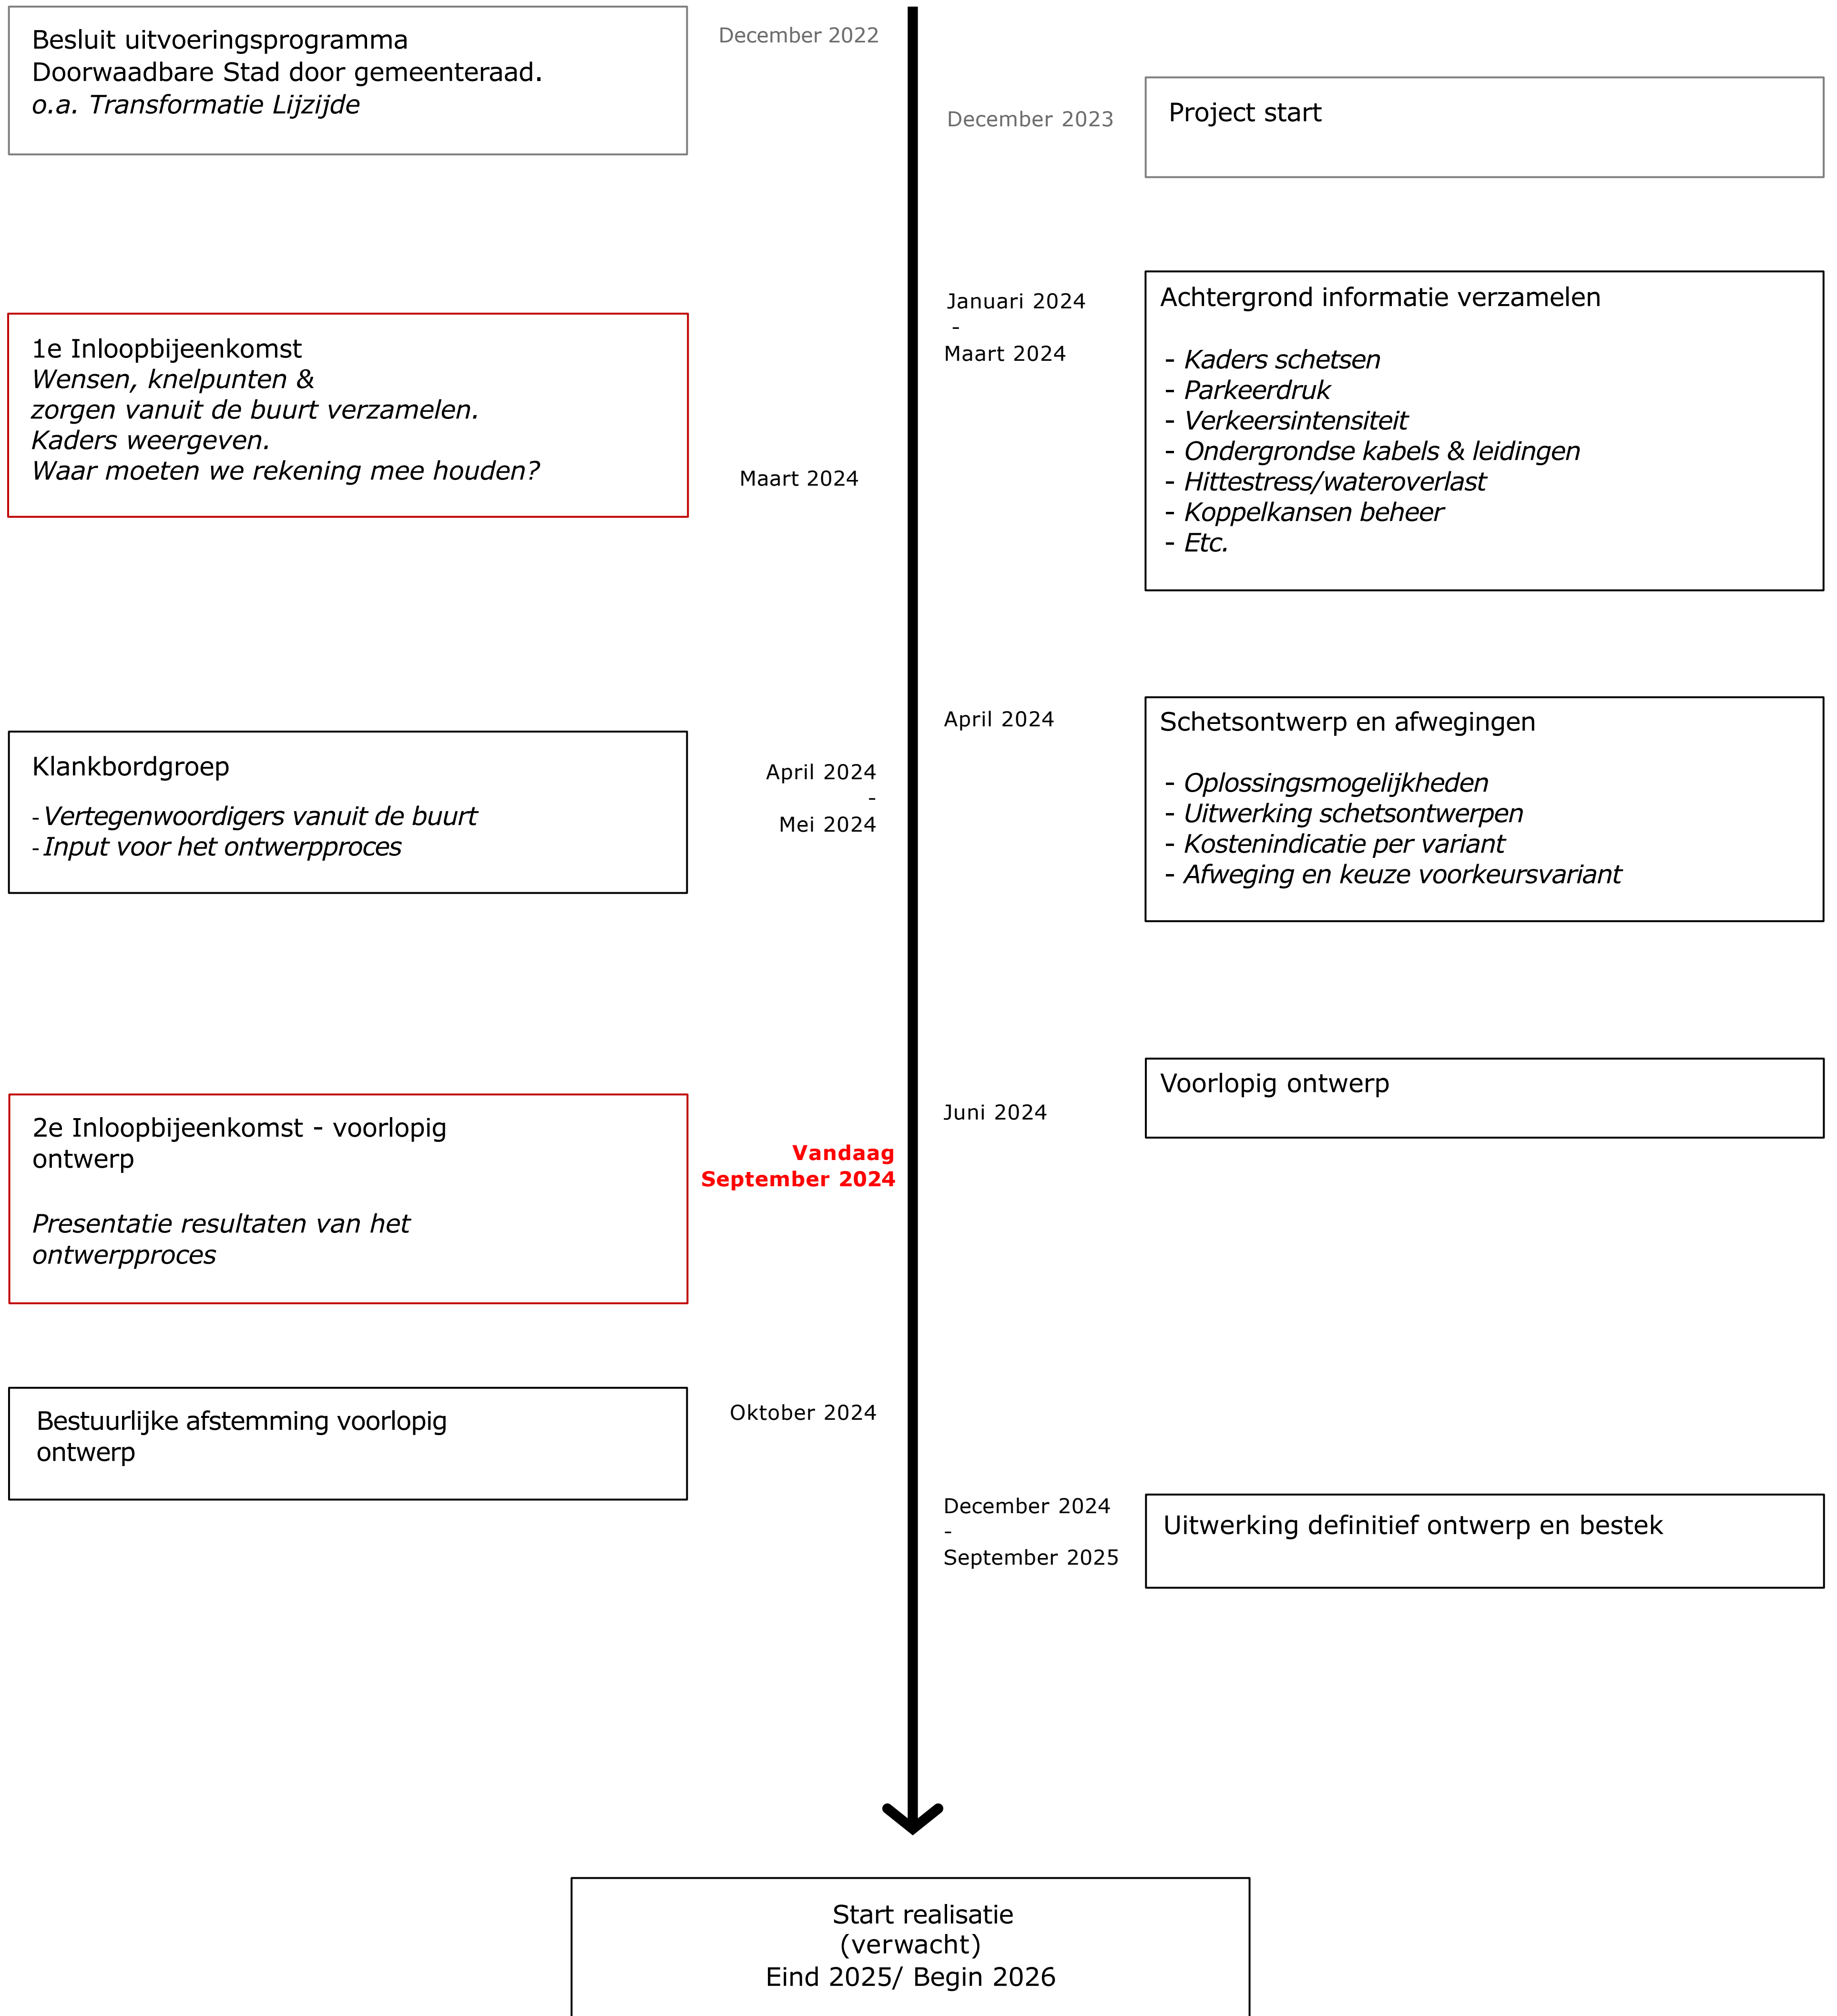 Besluit uitvoeringsprogramma
Doorwaadbare Stad door gemeenteraad.
o.a. Transformatie Lijzijde
December 2022
December 2023
Project start
Januari 2024
-
Maart 2024
Achtergrond informatie verzamelen
- Kaders schetsen
- Parkeerdruk
- Verkeersintensiteit
- Ondergrondse kabels & leidingen
- Hittestress/wateroverlast
- Koppelkansen beheer
- Etc.
1e Inloopbijeenkomst
Wensen, knelpunten &
zorgen vanuit de buurt verzamelen.
Kaders weergeven.
Waar moeten we rekening mee houden?
Maart 2024
April 2024
Schetsontwerp en afwegingen
- Oplossingsmogelijkheden
- Uitwerking schetsontwerpen
- Kostenindicatie per variant
- Afweging en keuze voorkeursvariant
Klankbordgroep
- Vertegenwoordigers vanuit de buurt
- Input voor het ontwerpproces
April 2024
-
Mei 2024
Juni 2024
Voorlopig ontwerp
2e Inloopbijeenkomst - voorlopig
ontwerp
Presentatie resultaten van het
ontwerpproces
Vandaag
September 2024
Bestuurlijke afstemming voorlopig
ontwerp
Oktober 2024
December 2024
-
September 2025
Uitwerking definitief ontwerp en bestek
Start realisatie
(verwacht)
Eind 2025/ Begin 2026